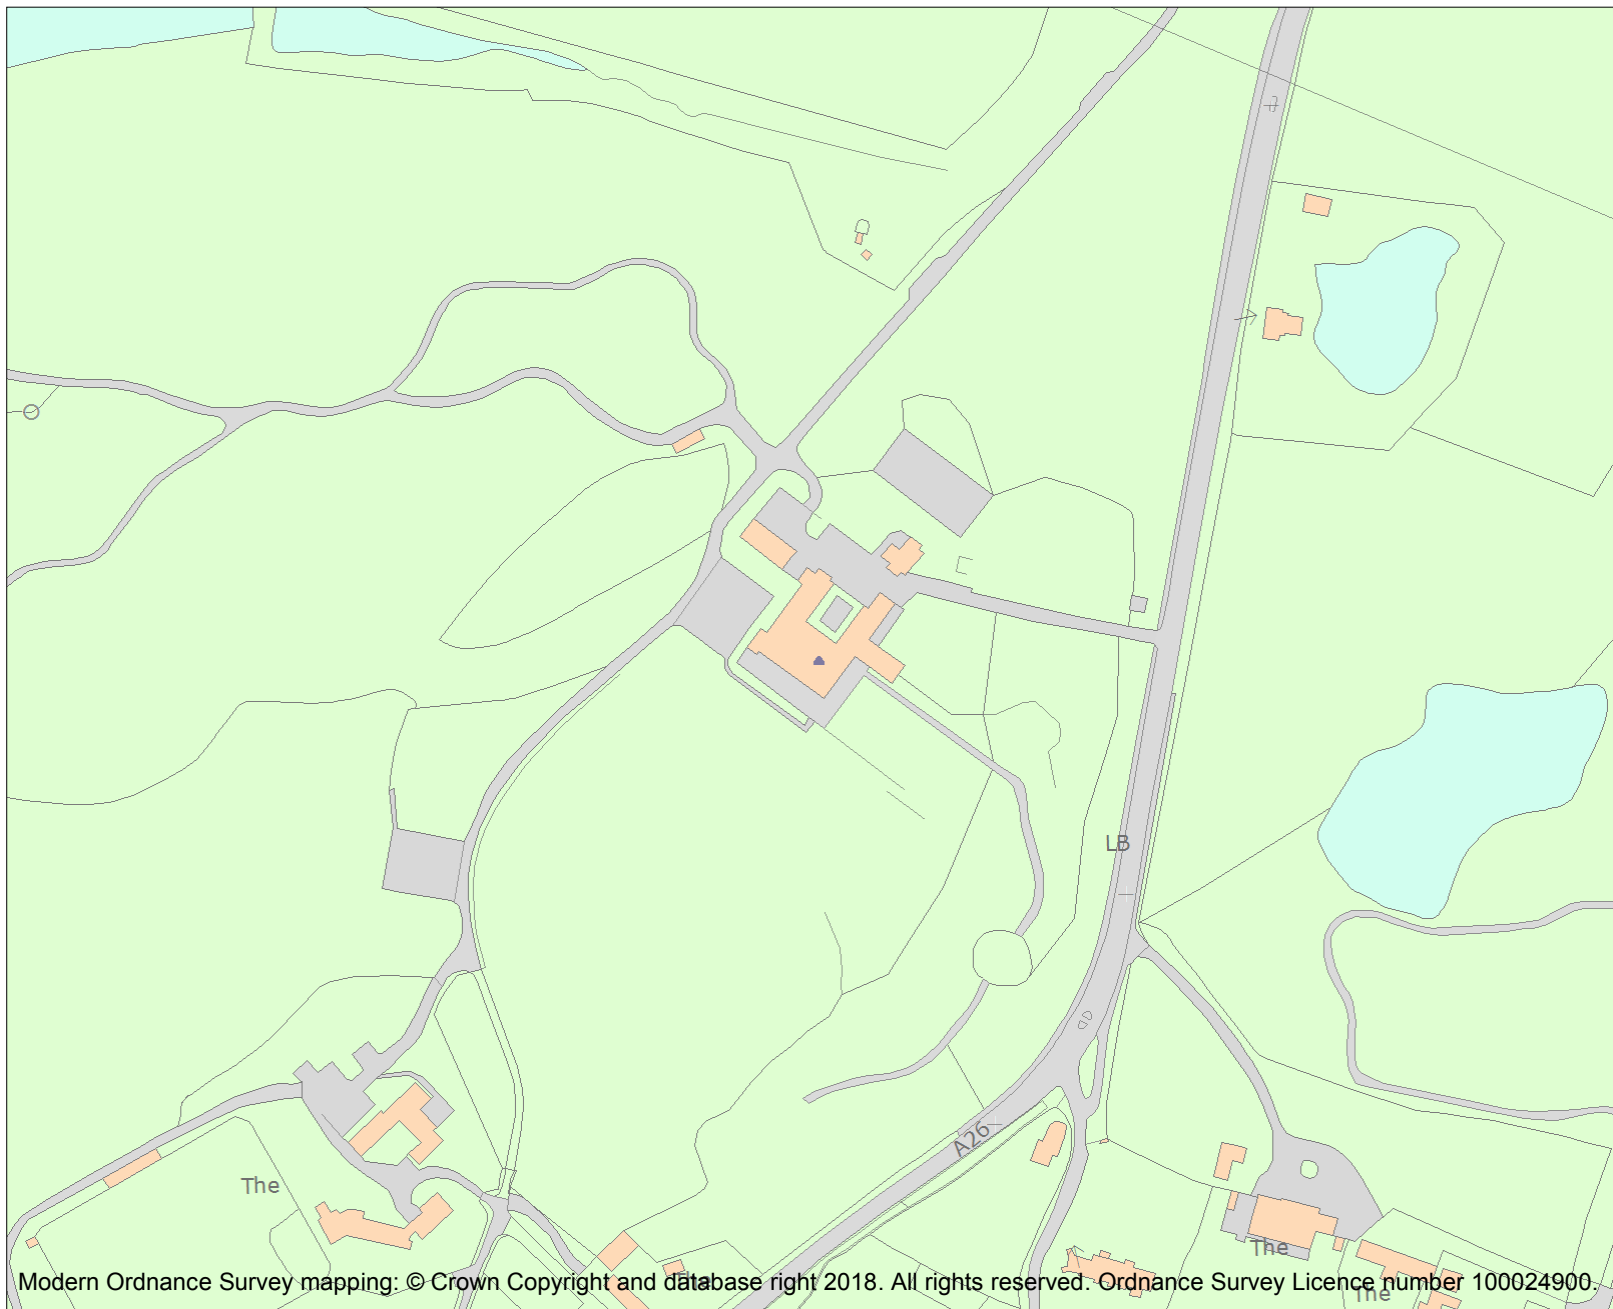 LB
A26
The
The
The
The
Modern Ordnance Survey mapping: © Crown Copyright and database right 2018. All rights reserved. Ordnance Survey Licence number 100024900.